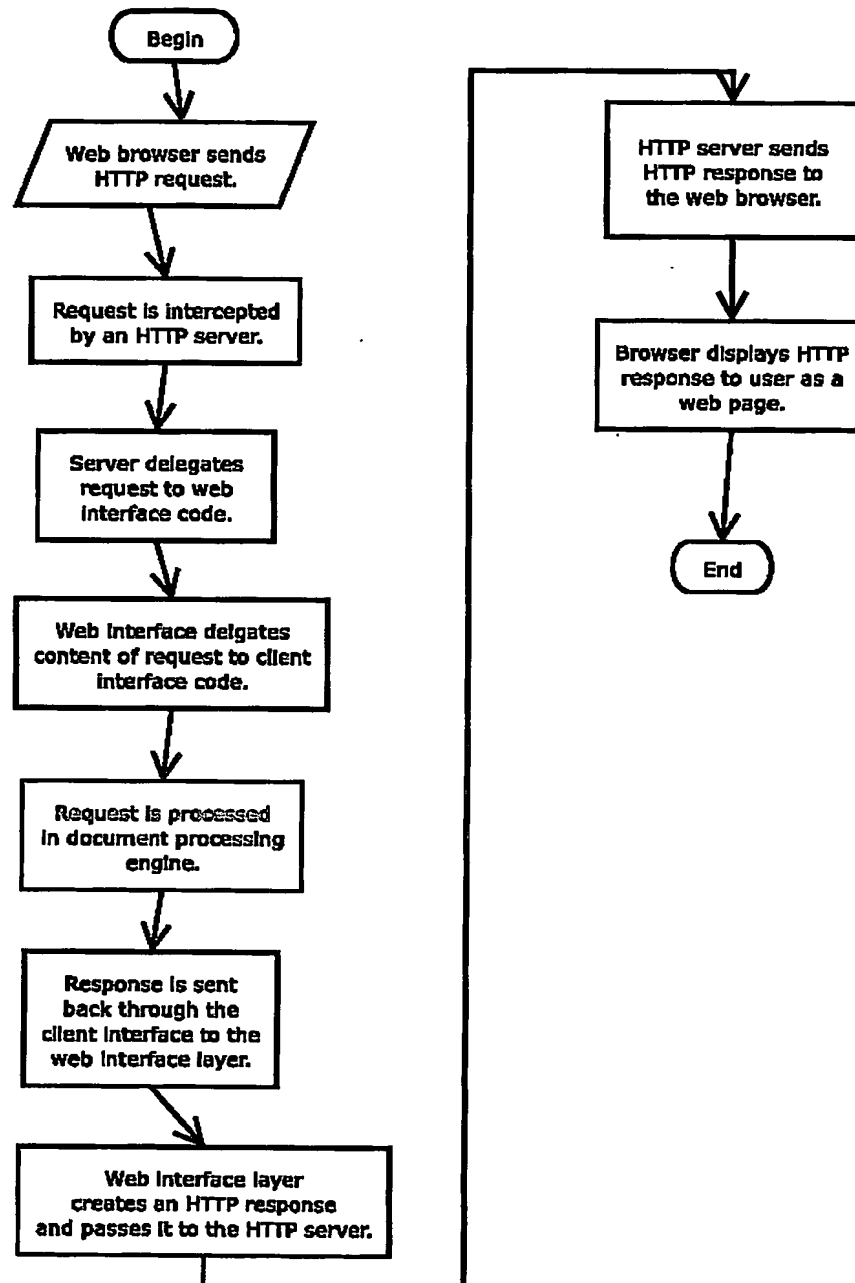 Begin
Web browser sends
HTTP request.
Request is intercepted
by an HTTP server.
Server delegates
request to web
interface code.
Web interface delgates
content of request to client
interface code.
Request is processed
in document processing
engine.
Response is sent
back through the
client interface to the
web interface layer.
Web interface layer
creates an HTTP response
and passes it to the HTTP server.
HTTP server sends
HTTP response to
the web browser.
Browser displays HTTP
response to user as a
web page.
End